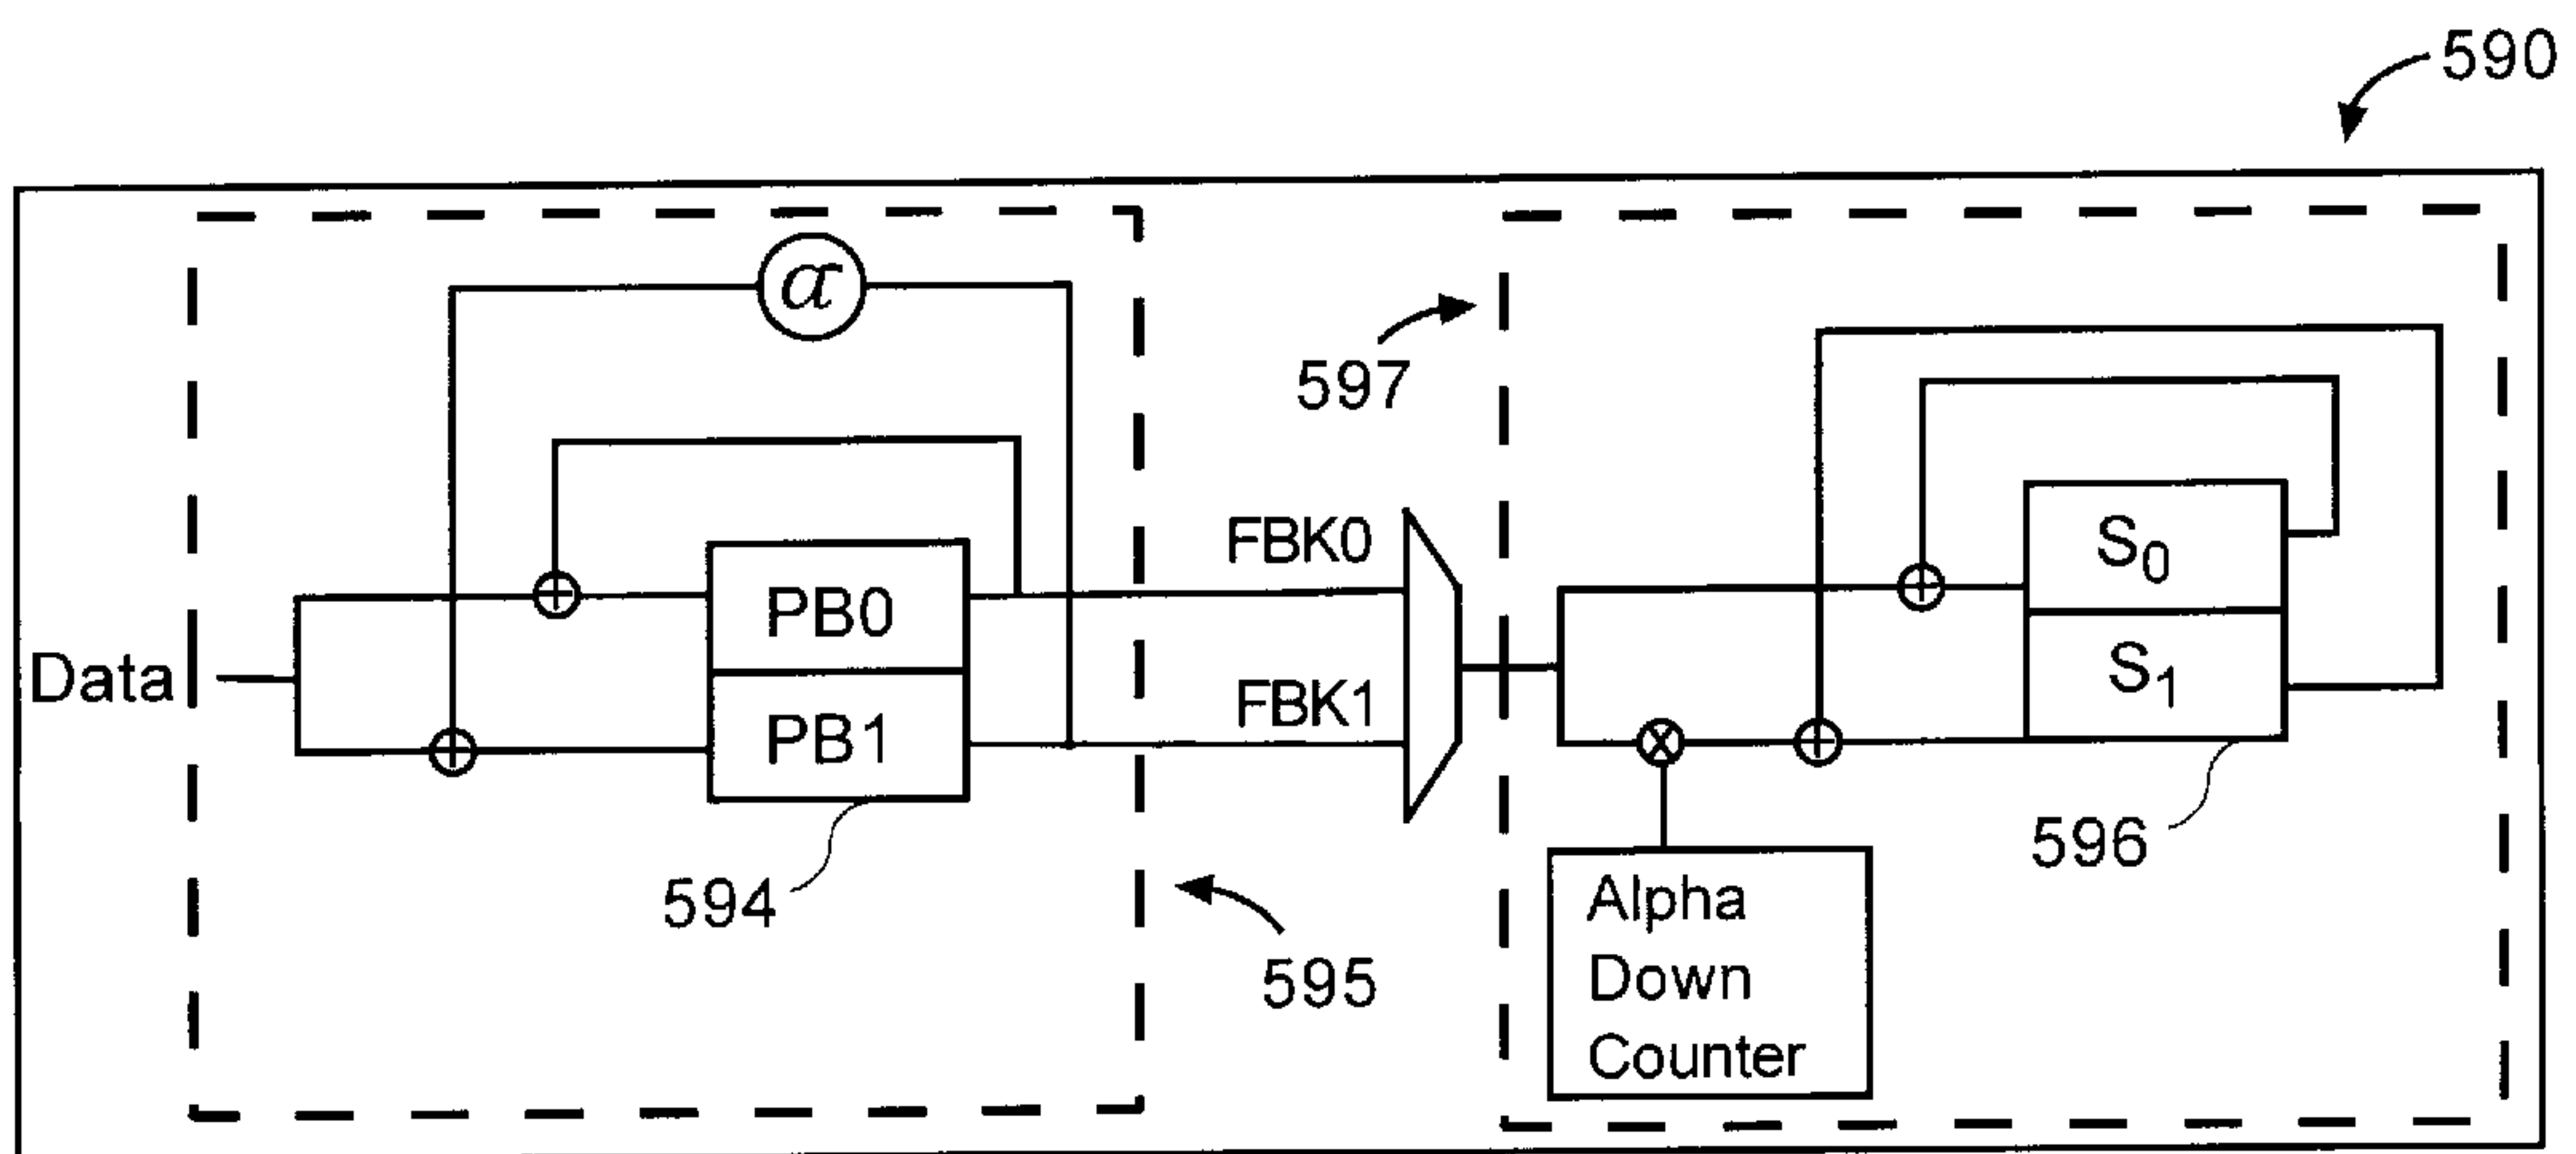 590
α
597
FBK0
PB0
S0
Data
S1
FBK1
PB1
596
594
Alpha
Down
Counter
595